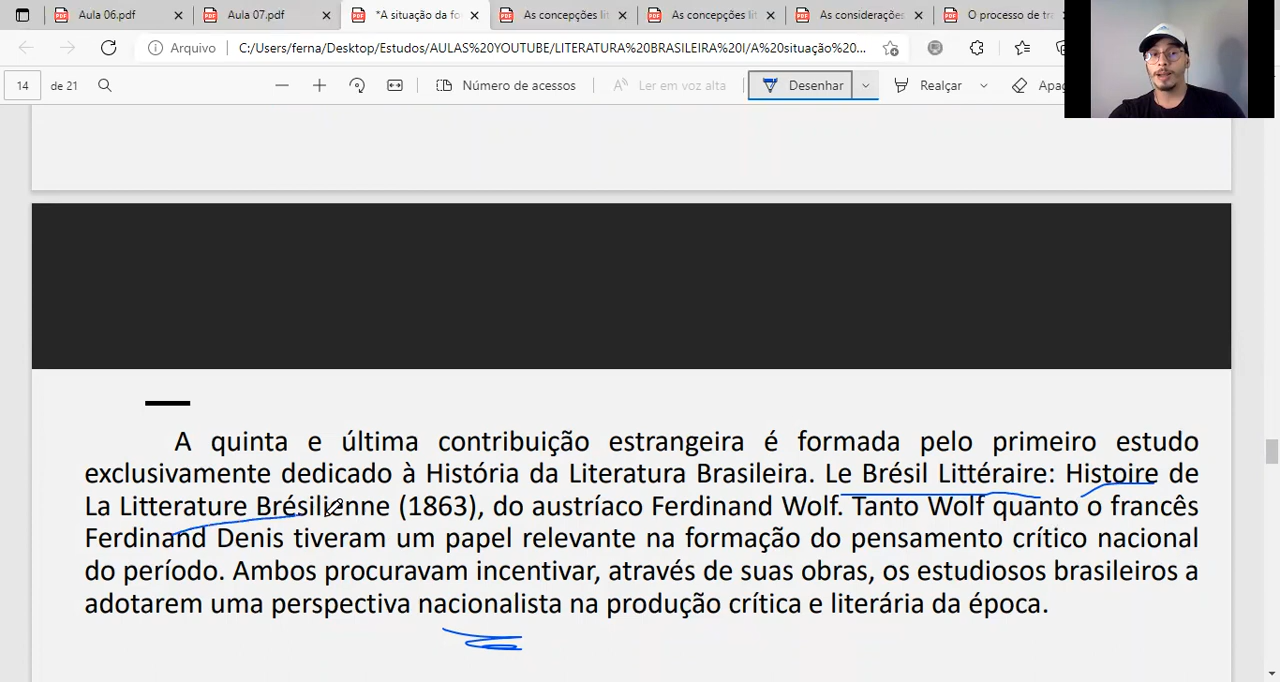 Aula 06.pdf
Aula 07.pdf
*A situação da fo
As concepções lit
As concepções lit
As considerações
O processo de tra
Arquivo
C:/Users/ferna/Desktop/Estudos/AULAS%20YOUTUBE/LITERATURA%20BRASILEIRA%20I/A%20situação%20...
14
de 21
Número de acessos
Ler em voz alta
Desenhar
Realçar
Apag
A quinta e última contribuição estrangeira é formada pelo primeiro estudo
exclusivamente dedicado à História da Literatura Brasileira. Le Brésil Littéraire: Histoire de
La Litterature Brésilienne (1863), do austríaco Ferdinand Wolf. Tanto Wolf quanto o francês
Ferdinand Denis tiveram um papel relevante na formação do pensamento crítico nacional
do período. Ambos procuravam incentivar, através de suas obras, os estudiosos brasileiros a
adotarem uma perspectiva nacionalista na produção crítica e literária da época.